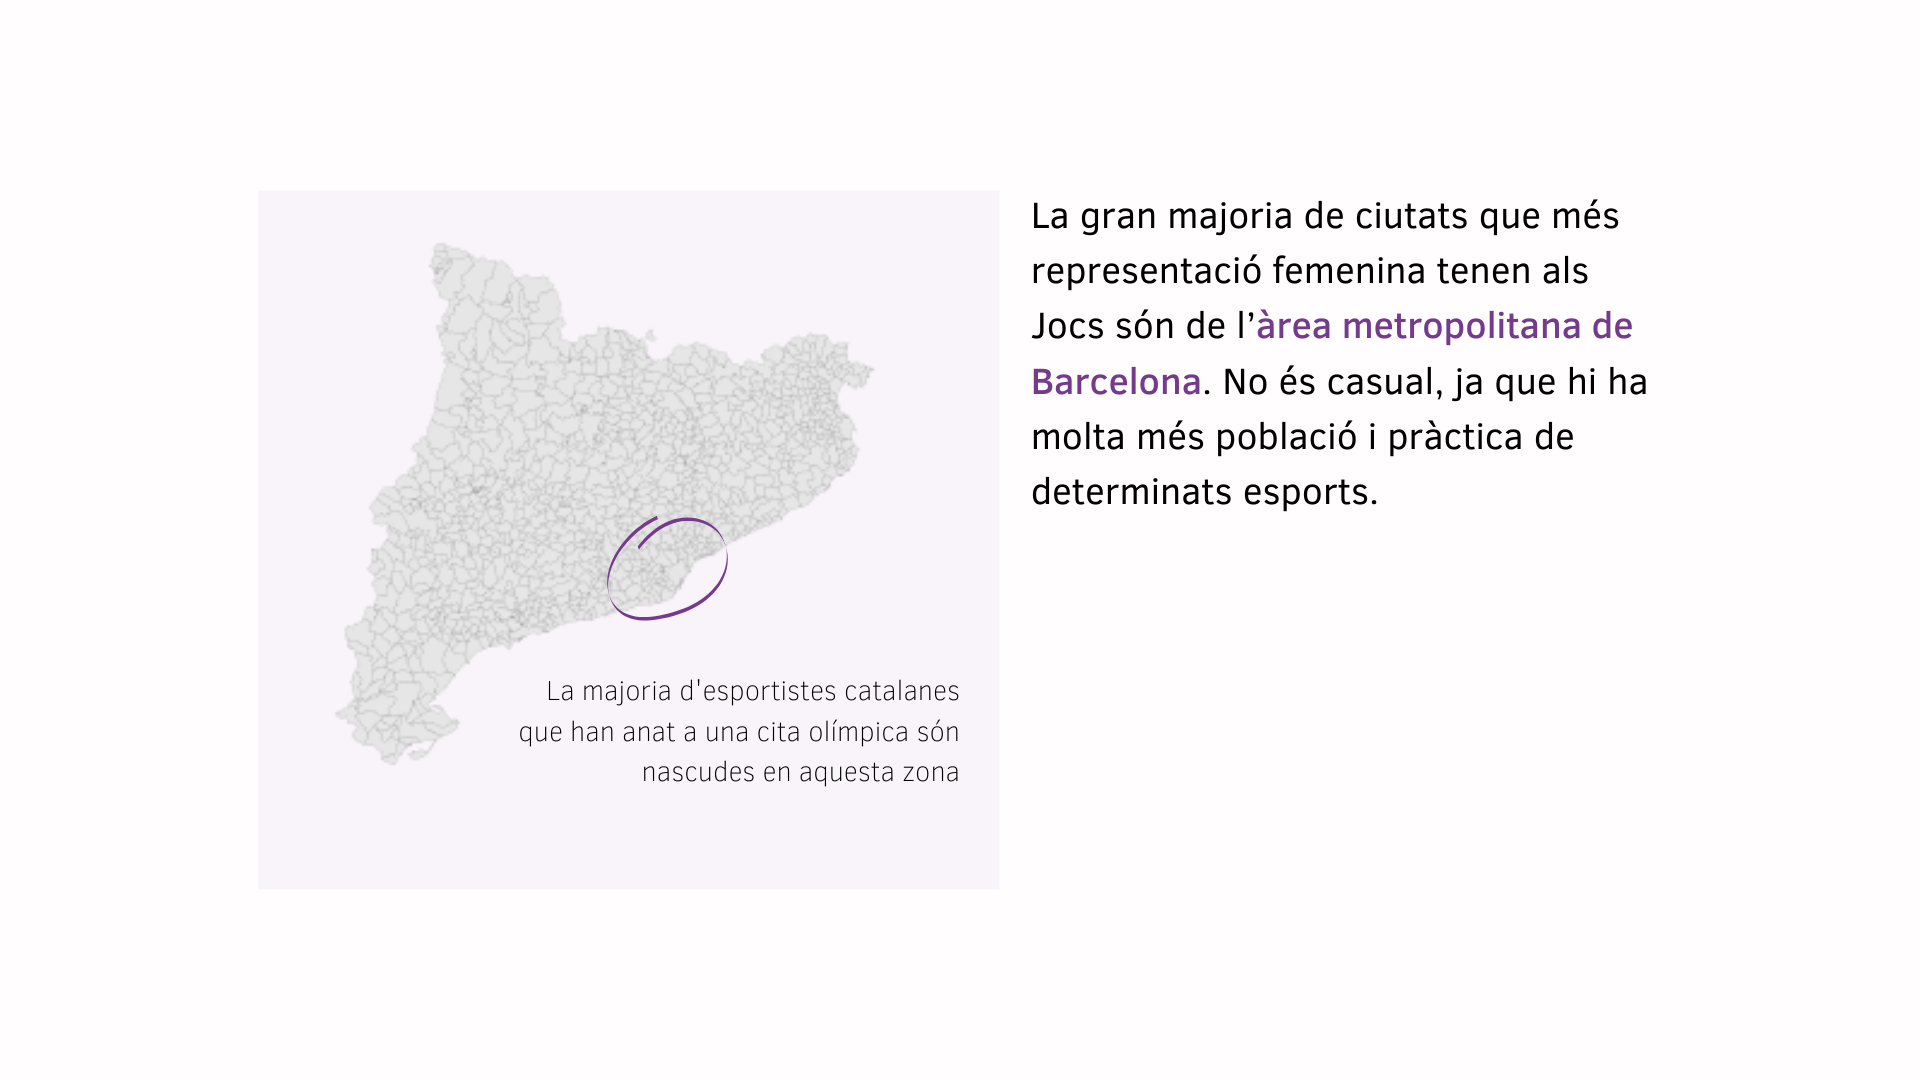 La gran majoria de ciutats que més
representació femenina tenen als
Jocs són de l’àrea metropolitana de
Barcelona. No és casual, ja que hi ha
molta més població i pràctica de
determinats esports.
La majoria d'esportistes catalanes
que han anat a una cita olímpica són
nascudes en aquesta zona